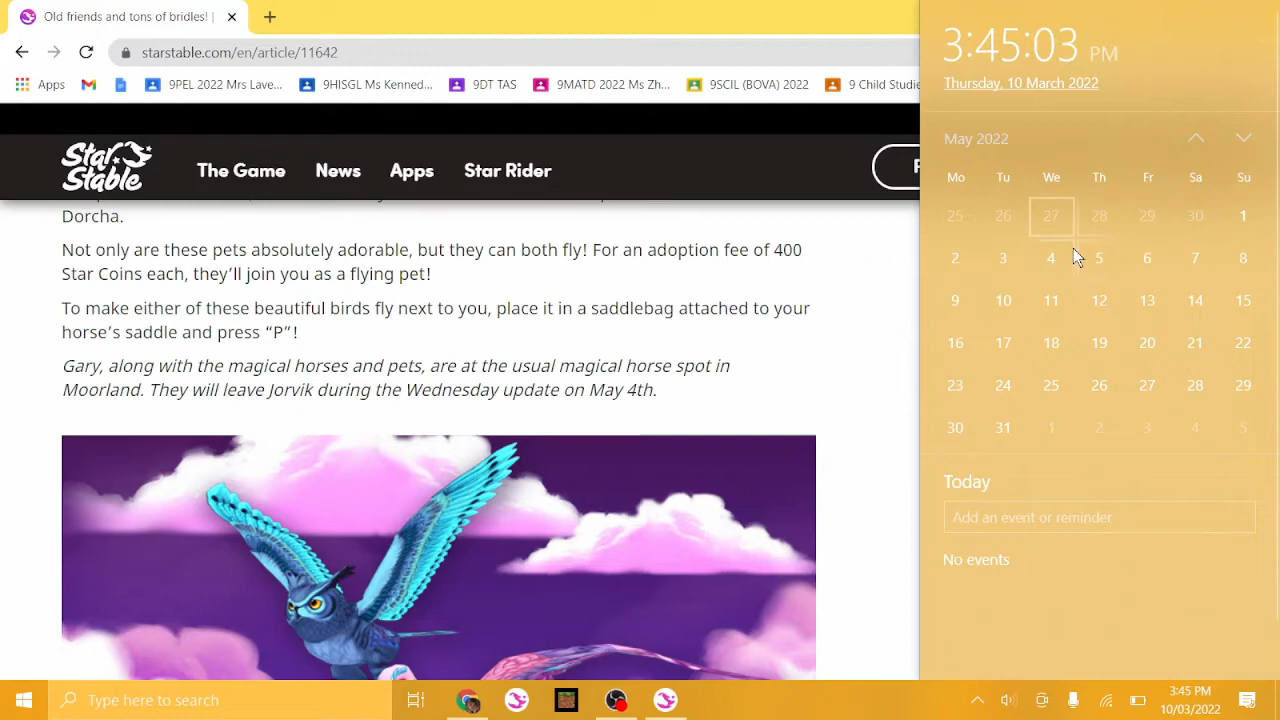 Old friends and tons of bridles! |
starstable.com/en/article/11642
Apps 9PEL 2022 Mrs Lave... 9HISGL Ms Kenned... 9DT TAS 9MATD 2022 Ms Zh... 9SCIL (BOVA) 2022 9 Child Studie
Star Stable The Game News Apps Star Rider
Dorcha.
Not only are these pets absolutely adorable, but they can both fly! For an adoption fee of 400
Star Coins each, they’ll join you as a flying pet!
To make either of these beautiful birds fly next to you, place it in a saddlebag attached to your
horse’s saddle and press “P”!
Gary, along with the magical horses and pets, are at the usual magical horse spot in
Moorland. They will leave Jorvik during the Wednesday update on May 4th.
3:45:03 PM
Thursday, 10 March 2022
May 2022
Mo Tu We Th Fr Sa Su
25 26 27 28 29 30 1
2 3 4 5 6 7 8
9 10 11 12 13 14 15
16 17 18 19 20 21 22
23 24 25 26 27 28 29
30 31 1 2 3 4 5
Today
Add an event or reminder
No events
Type here to search
3:45 PM
10/03/2022